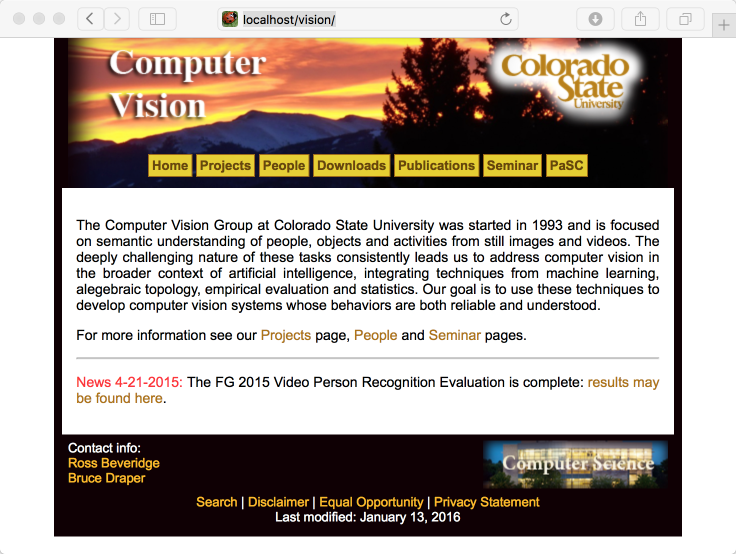 localhost/vision/
Computer
Vision
Colorado
State
University
Home Projects People Downloads Publications Seminar PaSC
The Computer Vision Group at Colorado State University was started in 1993 and is focused
on semantic understanding of people, objects and activities from still images and videos. The
deeply challenging nature of these tasks consistently leads us to address computer vision in
the broader context of artificial intelligence, integrating techniques from machine learning,
alegebraic topology, empirical evaluation and statistics. Our goal is to use these techniques to
develop computer vision systems whose behaviors are both reliable and understood.
For more information see our Projects page, People and Seminar pages.
News 4-21-2015: The FG 2015 Video Person Recognition Evaluation is complete: results may
be found here.
Contact info:
Ross Beveridge
Bruce Draper
Computer Science
Search | Disclaimer | Equal Opportunity | Privacy Statement
Last modified: January 13, 2016